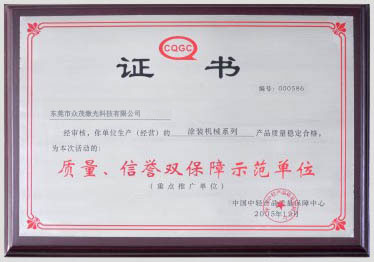 CQGC
证书
编号：000586
东莞市众茂激光科技有限公司
经审核，你单位生产（经营）的 涂装机械系列 产品质量稳定合格，
为本次活动的：
质量、信誉双保障示范单位
（重点推广单位）
中国中轻产品质量保障中心
2005年12月